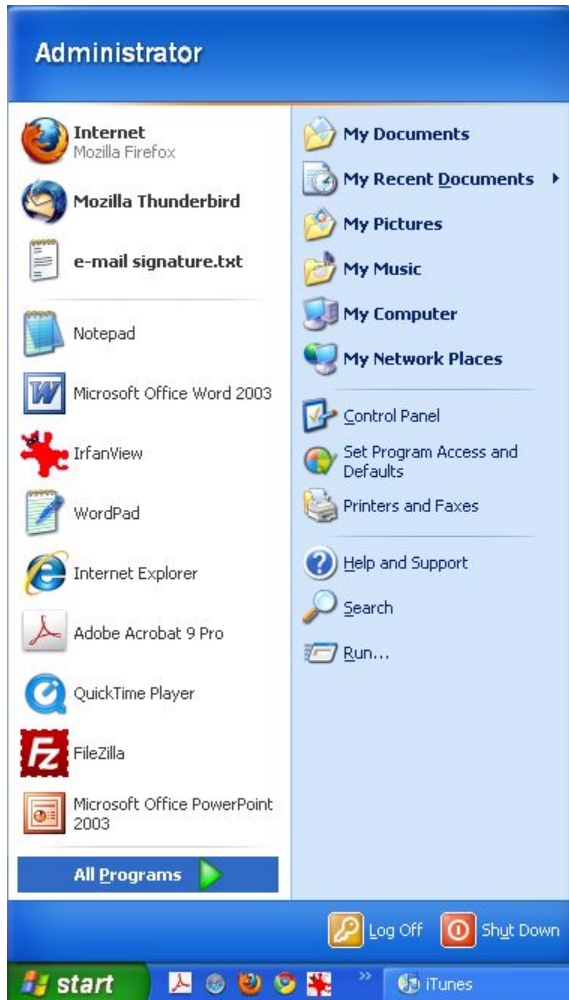 Administrator
Internet
Mozilla Firefox
Mozilla Thunderbird
e-mail signature.txt
Notepad
Microsoft Office Word 2003
IrfanView
WordPad
Internet Explorer
Adobe Acrobat 9 Pro
QuickTime Player
FileZilla
Microsoft Office PowerPoint
2003
All Programs
My Documents
My Recent Documents
My Pictures
My Music
My Computer
My Network Places
Control Panel
Set Program Access and
Defaults
Printers and Faxes
Help and Support
Search
Run...
Log Off
Shut Down
start
iTunes